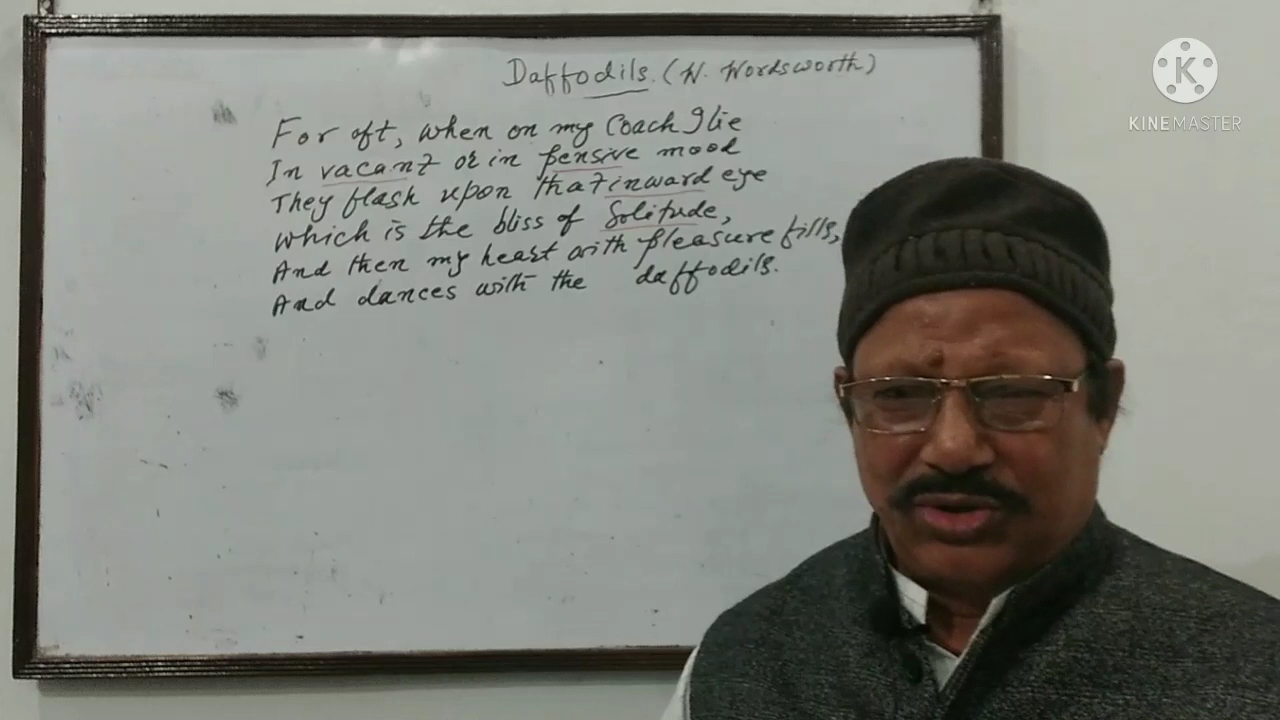 Daffodils. (W. Wordsworth)
For oft, when on my Coach I lie
In vacant or in pensive mood
They flash upon that inward eye
which is the bliss of Solitude,
And then my heart with pleasure fills,
And dances with the daffodils.
K
KINEMASTER